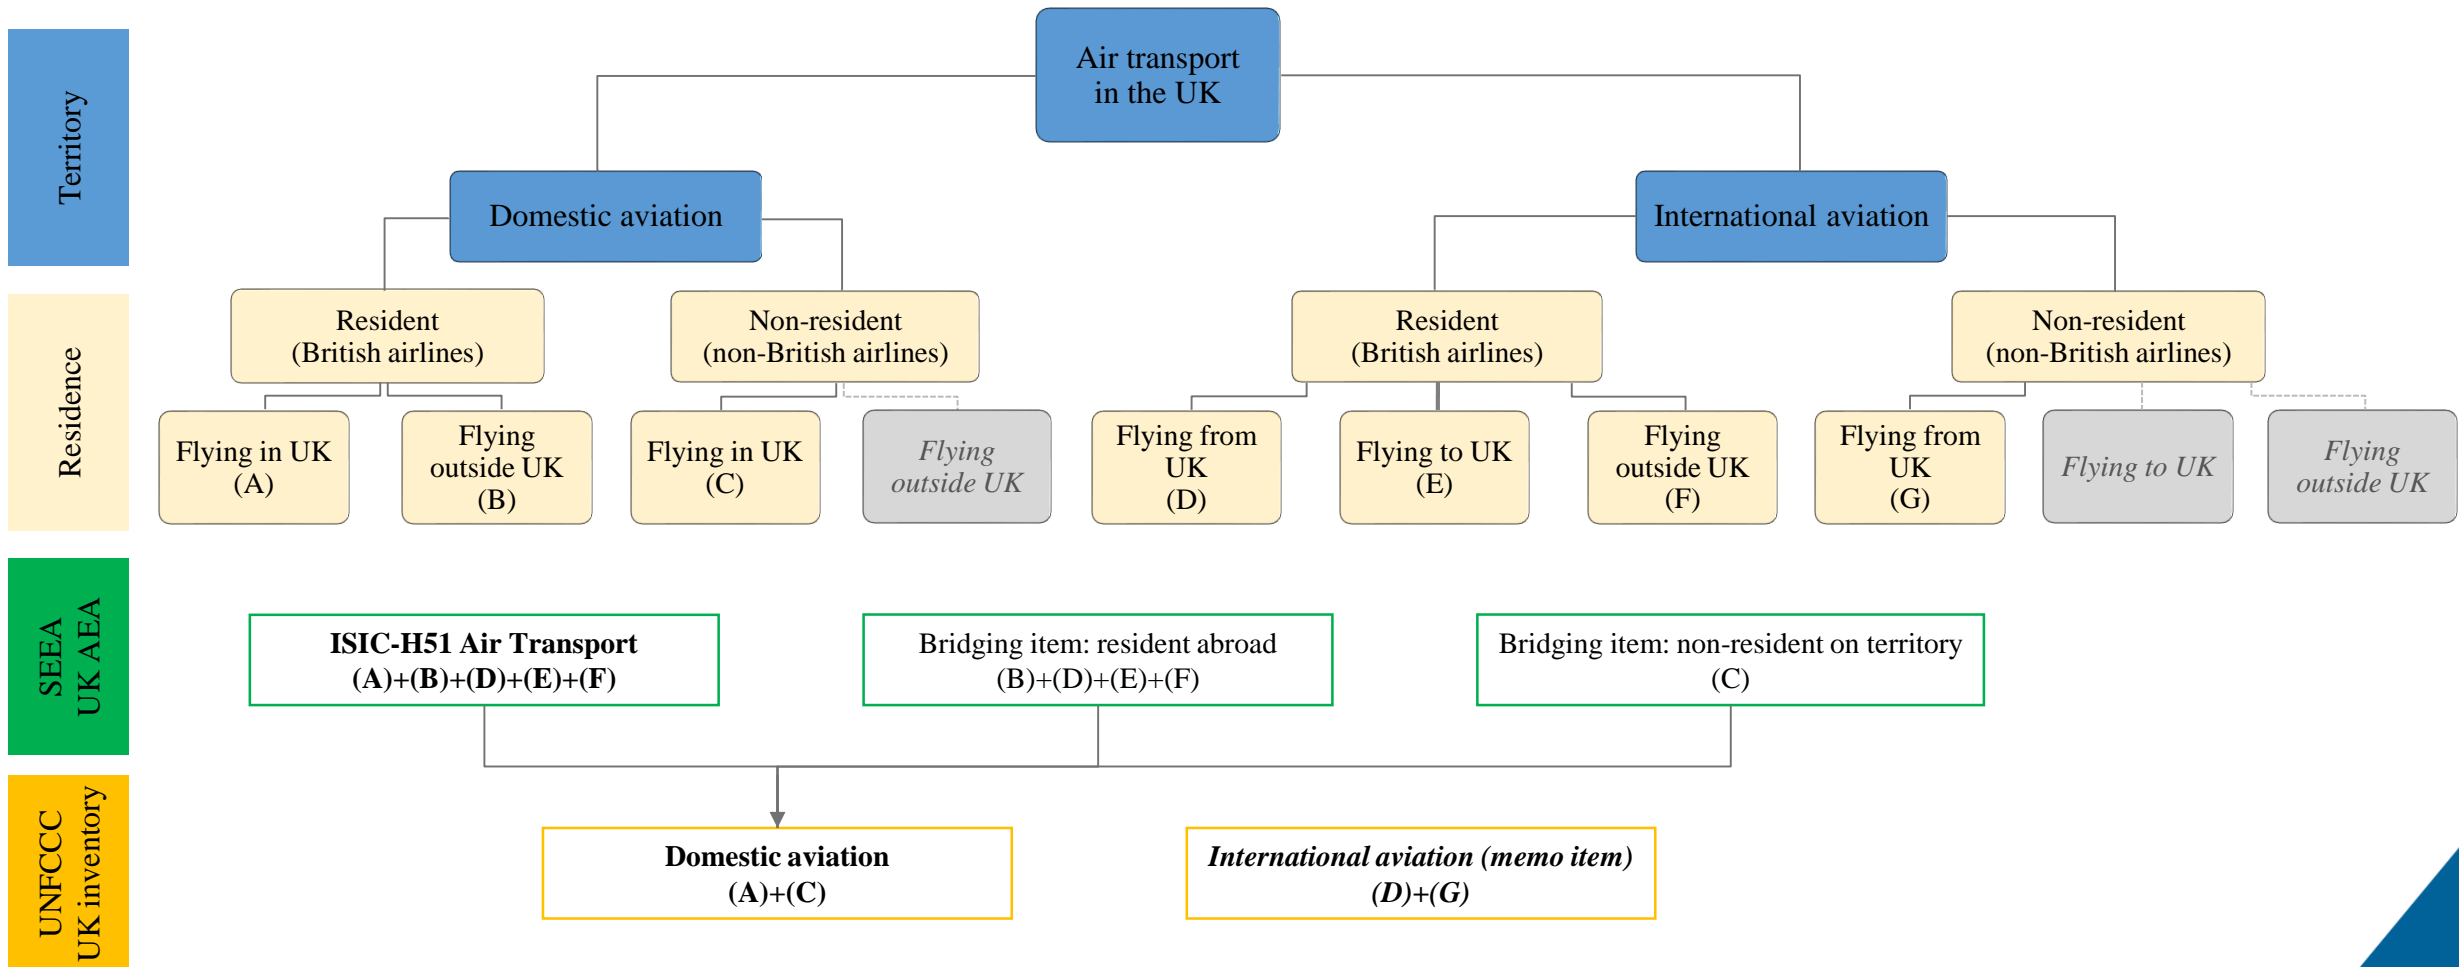 Air transport
in the UK
Territory
Domestic aviation
International aviation
Residence
Resident
(British airlines)
Non-resident
(non-British airlines)
Resident
(British airlines)
Non-resident
(non-British airlines)
Flying in UK
(A)
Flying
outside UK
(B)
Flying in UK
(C)
Flying
outside UK
Flying from
UK
(D)
Flying to UK
(E)
Flying
outside UK
(F)
Flying from
UK
(G)
Flying to UK
Flying
outside UK
SEEA
UK AEA
ISIC-H51 Air Transport
(A)+(B)+(D)+(E)+(F)
Bridging item: resident abroad
(B)+(D)+(E)+(F)
Bridging item: non-resident on territory
(C)
UNFCCC
UK inventory
Domestic aviation
(A)+(C)
International aviation (memo item)
(D)+(G)